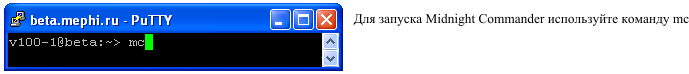 beta.mephi.ru - PuTTY
v100-1@beta:~> mc
Для запуска Midnight Commander используйте команду mc